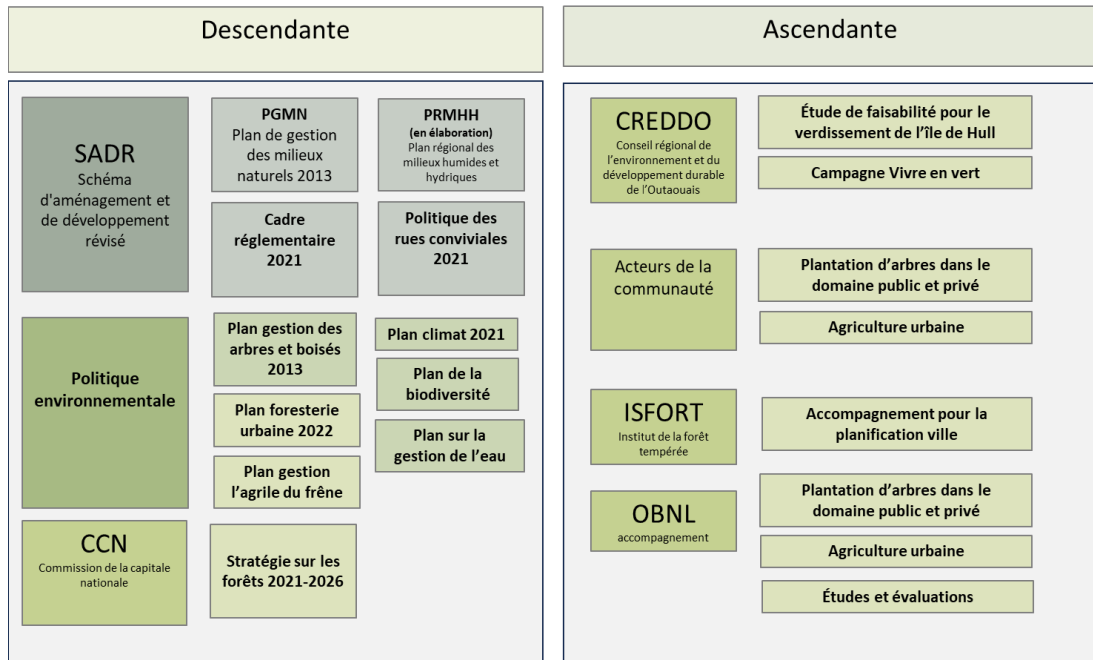 Descendante
SADR
Schéma
d'aménagement et
de développement
révisé
PGMN
Plan de gestion
des milieux
naturels 2013
PRMHH
(en élaboration)
Plan régional des
milieux humides et
hydriques
Cadre
réglementaire
2021
Politique des
rues conviviales
2021
Politique
environnementale
Plan gestion des
arbres et boisés
2013
Plan climat 2021
Plan de la
biodiversité
Plan foresterie
urbaine 2022
Plan sur la
gestion de l'eau
Plan gestion
l'agrile du frêne
CCN
Commission de la capitale
nationale
Stratégie sur les
forêts 2021-2026
Ascendante
CREDDO
Conseil régional de
l'environnement et du
développement durable
de l'Outaouais
Étude de faisabilité pour le
verdissement de l'île de Hull
Campagne Vivre en vert
Acteurs de la
communauté
Plantation d'arbres dans le
domaine public et privé
Agriculture urbaine
ISFORT
Institut de la forêt
tempérée
Accompagnement pour la
planification ville
OBNL
accompagnement
Plantation d'arbres dans le
domaine public et privé
Agriculture urbaine
Études et évaluations